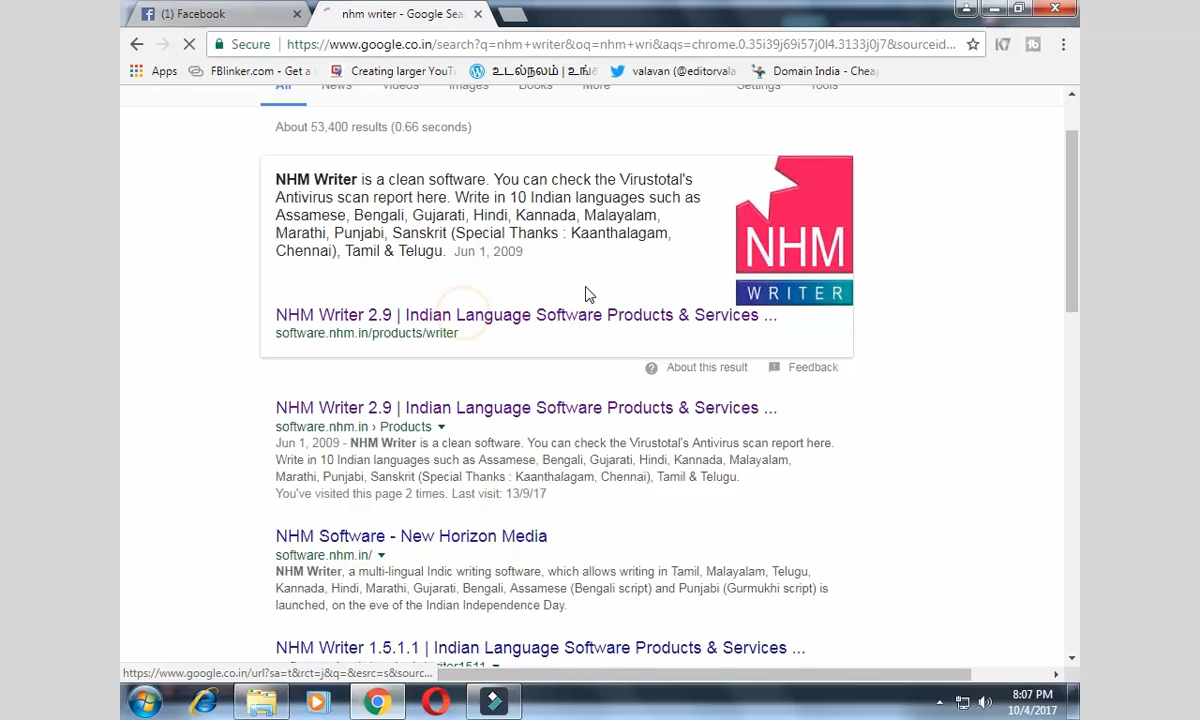 (1) Facebook
nhm writer - Google Sea
Secure
https://www.google.co.in/search?q=nhm+writer&oq=nhm+wri&aqs=chrome.0.35i39j69i57j0l4.3133j0j7&sourceid...
Apps
FBlinker.com - Get a
Creating larger YouT
உடல்நலம் | உங்க
valavan (@editorvala
Domain India - Cheap
All
News
Videos
Images
Books
More
Settings
Tools
About 53,400 results (0.66 seconds)
NHM Writer is a clean software. You can check the Virustotal's
Antivirus scan report here. Write in 10 Indian languages such as
Assamese, Bengali, Gujarati, Hindi, Kannada, Malayalam,
Marathi, Punjabi, Sanskrit (Special Thanks : Kaanthalagam,
Chennai), Tamil & Telugu. Jun 1, 2009
NHM
WRITER
NHM Writer 2.9 | Indian Language Software Products & Services ...
software.nhm.in/products/writer
About this result
Feedback
NHM Writer 2.9 | Indian Language Software Products & Services ...
software.nhm.in › Products
Jun 1, 2009 - NHM Writer is a clean software. You can check the Virustotal's Antivirus scan report here.
Write in 10 Indian languages such as Assamese, Bengali, Gujarati, Hindi, Kannada, Malayalam,
Marathi, Punjabi, Sanskrit (Special Thanks : Kaanthalagam, Chennai), Tamil & Telugu.
You've visited this page 2 times. Last visit: 13/9/17
NHM Software - New Horizon Media
software.nhm.in/
NHM Writer, a multi-lingual Indic writing software, which allows writing in Tamil, Malayalam, Telugu,
Kannada, Hindi, Marathi, Gujarati, Bengali, Assamese (Bengali script) and Punjabi (Gurmukhi script) is
launched, on the eve of the Indian Independence Day.
NHM Writer 1.5.1.1 | Indian Language Software Products & Services ...
https://www.google.co.in/url?sa=t&rct=j&q=&esrc=s&sourc...
8:07 PM
10/4/2017